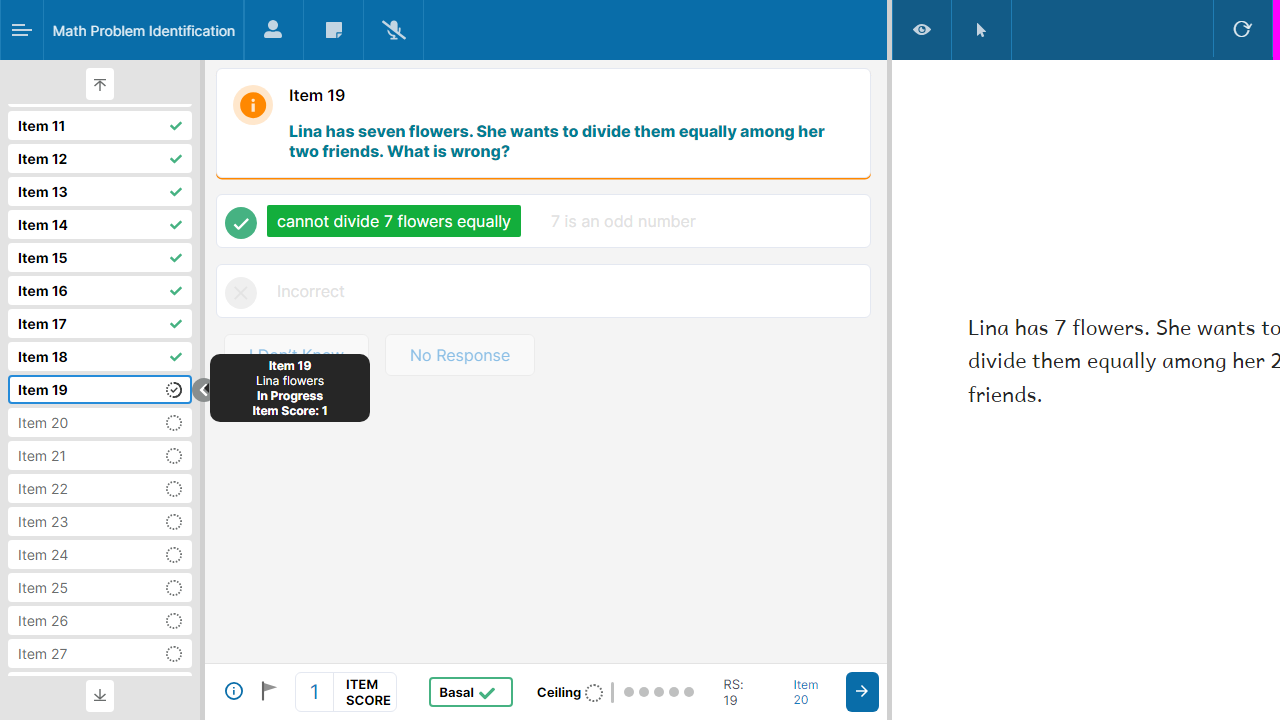 Math Problem Identification
Item 11
Item 12
Item 13
Item 14
Item 15
Item 16
Item 17
Item 18
Item 19
Item 20
Item 21
Item 22
Item 23
Item 24
Item 25
Item 26
Item 27
Item 19
Lina has seven flowers. She wants to divide them equally among her
two friends. What is wrong?
cannot divide 7 flowers equally
7 is an odd number
Incorrect
I Don't Know
No Response
Item 19
Lina flowers
In Progress
Item Score: 1
1
ITEM
SCORE
Basal
Ceiling
RS:
19
Item
20
Lina has 7 flowers. She wants to
divide them equally among her 2
friends.